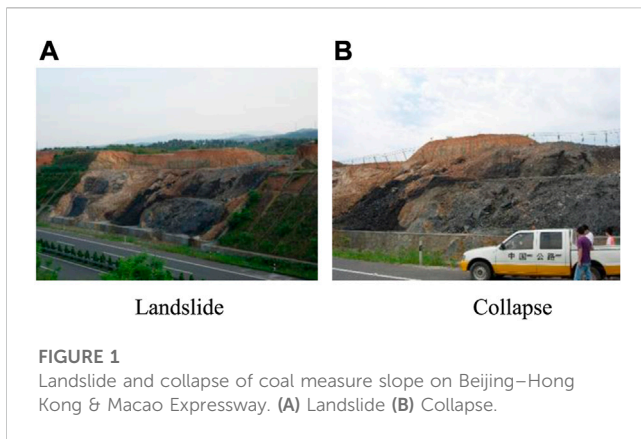 A
B
中国 公路
Landslide
Collapse
FIGURE 1
Landslide and collapse of coal measure slope on Beijing–Hong
Kong & Macao Expressway. (A) Landslide (B) Collapse.